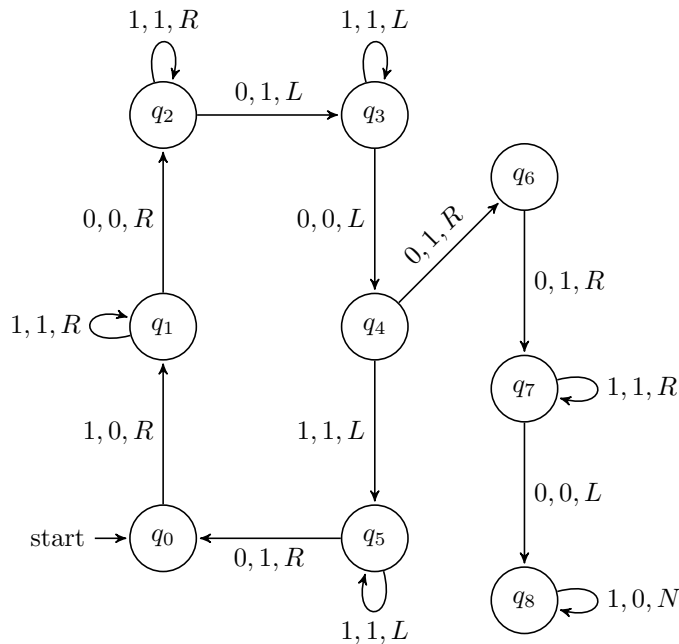 1, 1, R
1, 1, L
0, 1, L
q2
q3
q6
0, 0, R
0, 0, L
0, 1, R
0, 1, R
1, 1, R
q1
q4
q7
1, 1, R
1, 0, R
1, 1, L
0, 0, L
start
q0
0, 1, R
q5
q8
1, 0, N
1, 1, L